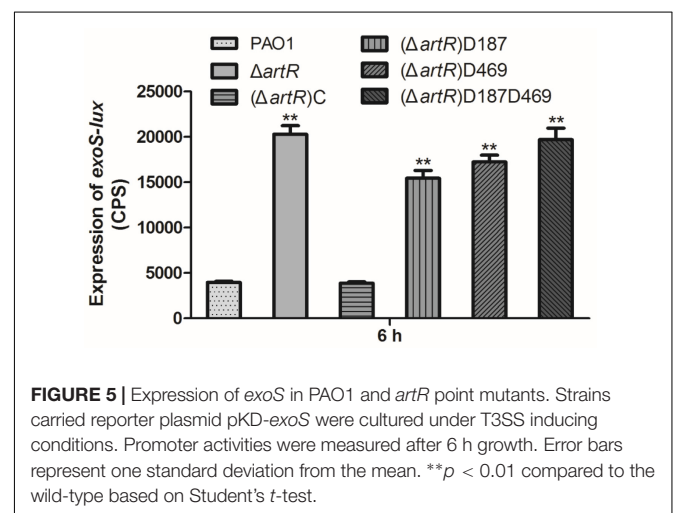 PAO1
ΔartR
(ΔartR)C
(ΔartR)D187
(ΔartR)D469
(ΔartR)D187D469
Expression of exoS-lux
(CPS)
25000
20000
15000
10000
5000
0
**
**
**
**
6 h
FIGURE 5 | Expression of exoS in PAO1 and artR point mutants. Strains
carried reporter plasmid pKD-exoS were cultured under T3SS inducing
conditions. Promoter activities were measured after 6 h growth. Error bars
represent one standard deviation from the mean. **p < 0.01 compared to the
wild-type based on Student's t-test.